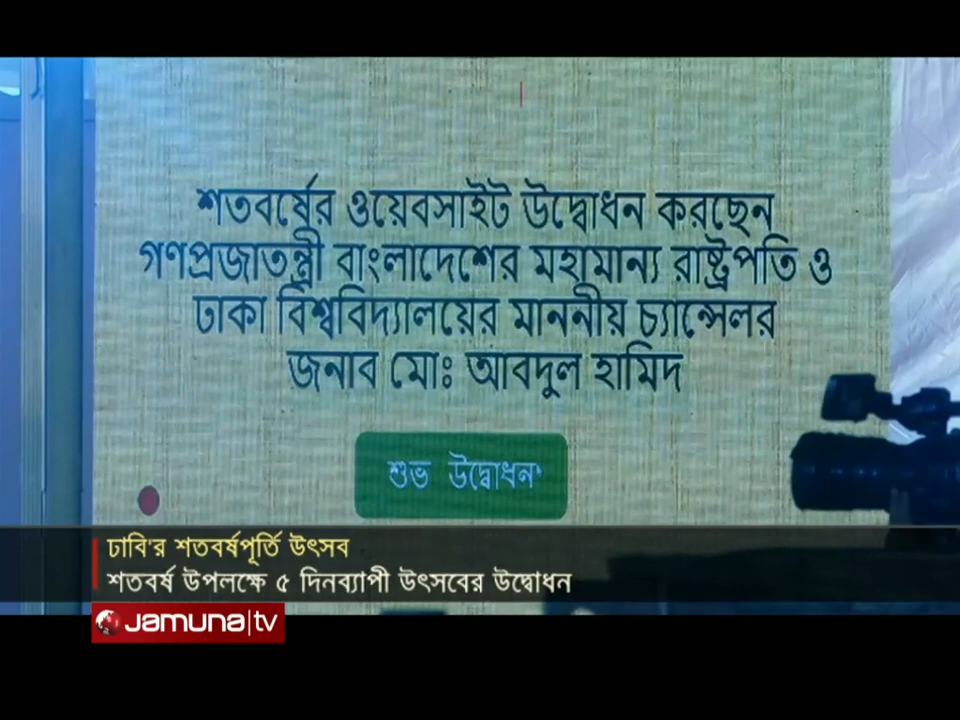 শতবর্ষের ওয়েবসাইট উদ্বোধন করছেন
গণপ্রজাতন্ত্রী বাংলাদেশের মহামান্য রাষ্ট্রপতি ও
ঢাকা বিশ্ববিদ্যালয়ের মাননীয় চ্যান্সেলর
জনাব মোঃ আবদুল হামিদ
শুভ উদ্বোধন
ঢাবি'র শতবর্ষপূর্তি উৎসব
শতবর্ষ উপলক্ষে ৫ দিনব্যাপী উৎসবের উদ্বোধন
Jamuna|tv